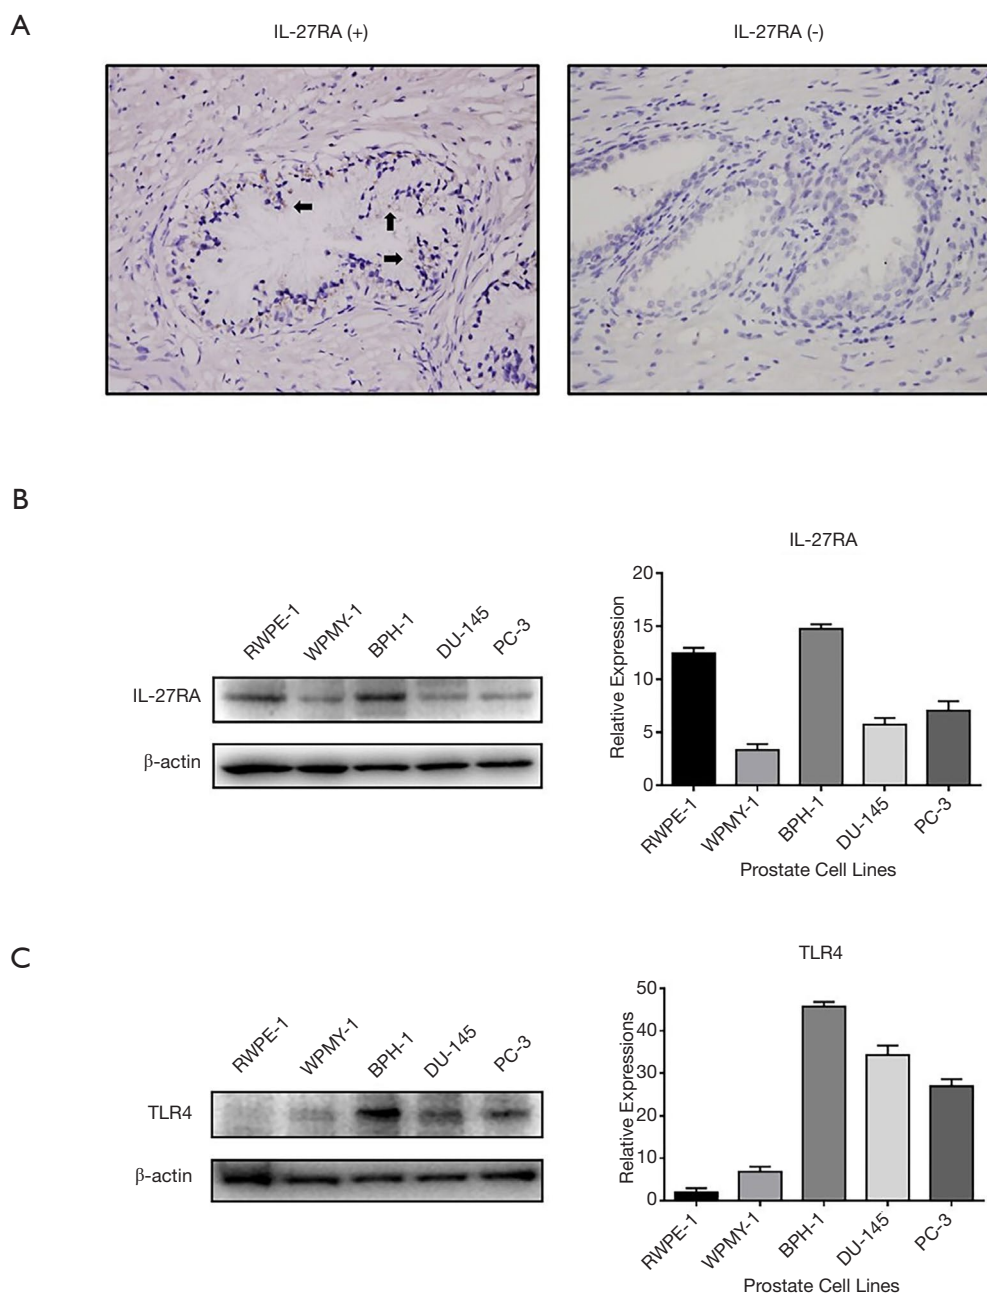 A
IL-27RA (+)
IL-27RA (-)
B
RWPE-1
WPMY-1
BPH-1
DU-145
PC-3
IL-27RA
β-actin
IL-27RA
Relative Expression
20
15
10
5
0
RWPE-1
WPMY-1
BPH-1
DU-145
PC-3
Prostate Cell Lines
C
RWPE-1
WPMY-1
BPH-1
DU-145
PC-3
TLR4
β-actin
TLR4
Relative Expressions
50
40
30
20
10
0
RWPE-1
WPMY-1
BPH-1
DU-145
PC-3
Prostate Cell Lines